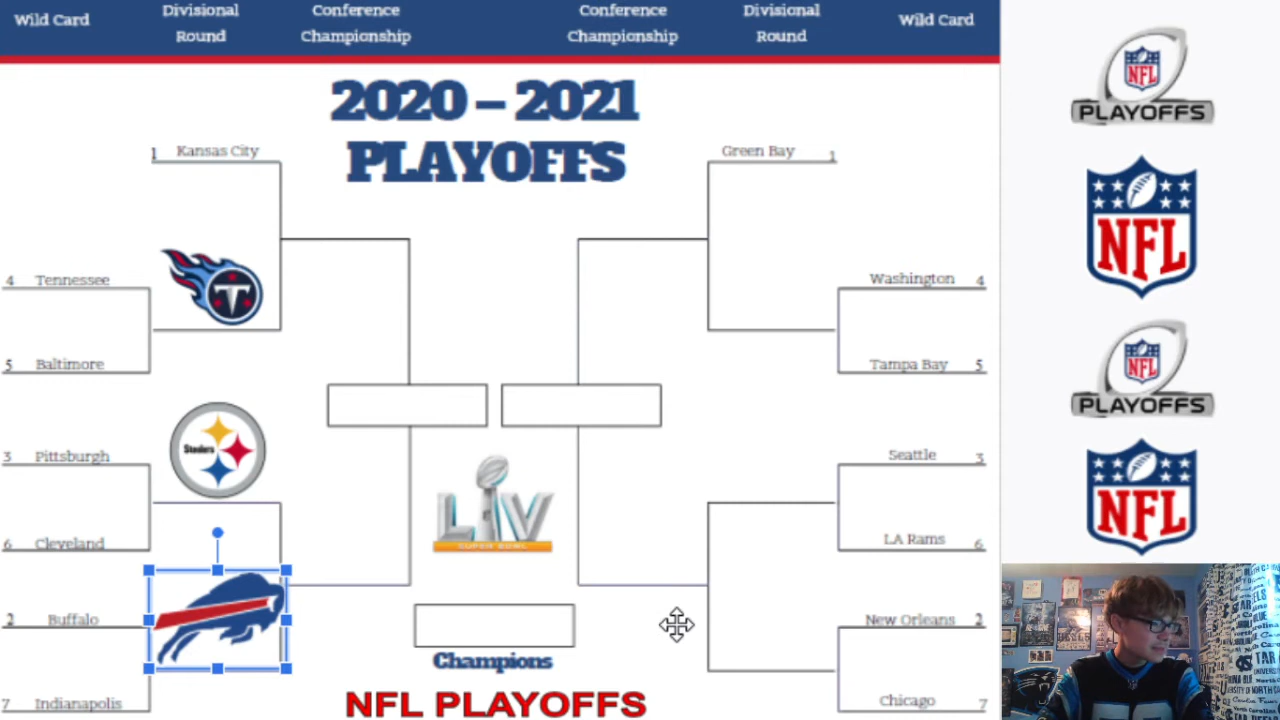 Wild Card
Divisional
Round
Conference
Championship
Conference
Championship
Divisional
Round
Wild Card
2020 – 2021
PLAYOFFS
1 Kansas City
Green Bay 1
4 Tennessee
T
Washington 4
5 Baltimore
Tampa Bay 5
3 Pittsburgh
Steelers
Seattle 3
6 Cleveland
LA Rams 6
LIV
SUPER BOWL
2 Buffalo
New Orleans 2
Champions
7 Indianapolis
Chicago 7
NFL PLAYOFFS
NFL
PLAYOFFS
NFL
NFL
PLAYOFFS
NFL